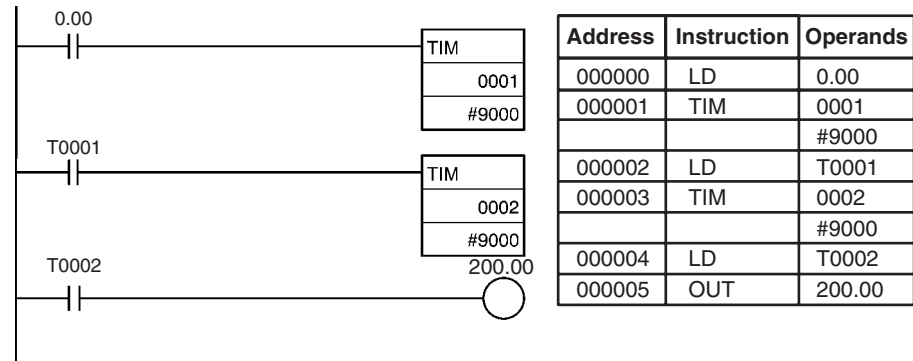 0.00
TIM
0001
#9000
T0001
TIM
0002
#9000
T0002
200.00
Address Instruction Operands
000000 LD 0.00
000001 TIM 0001
#9000
000002 LD T0001
000003 TIM 0002
#9000
000004 LD T0002
000005 OUT 200.00